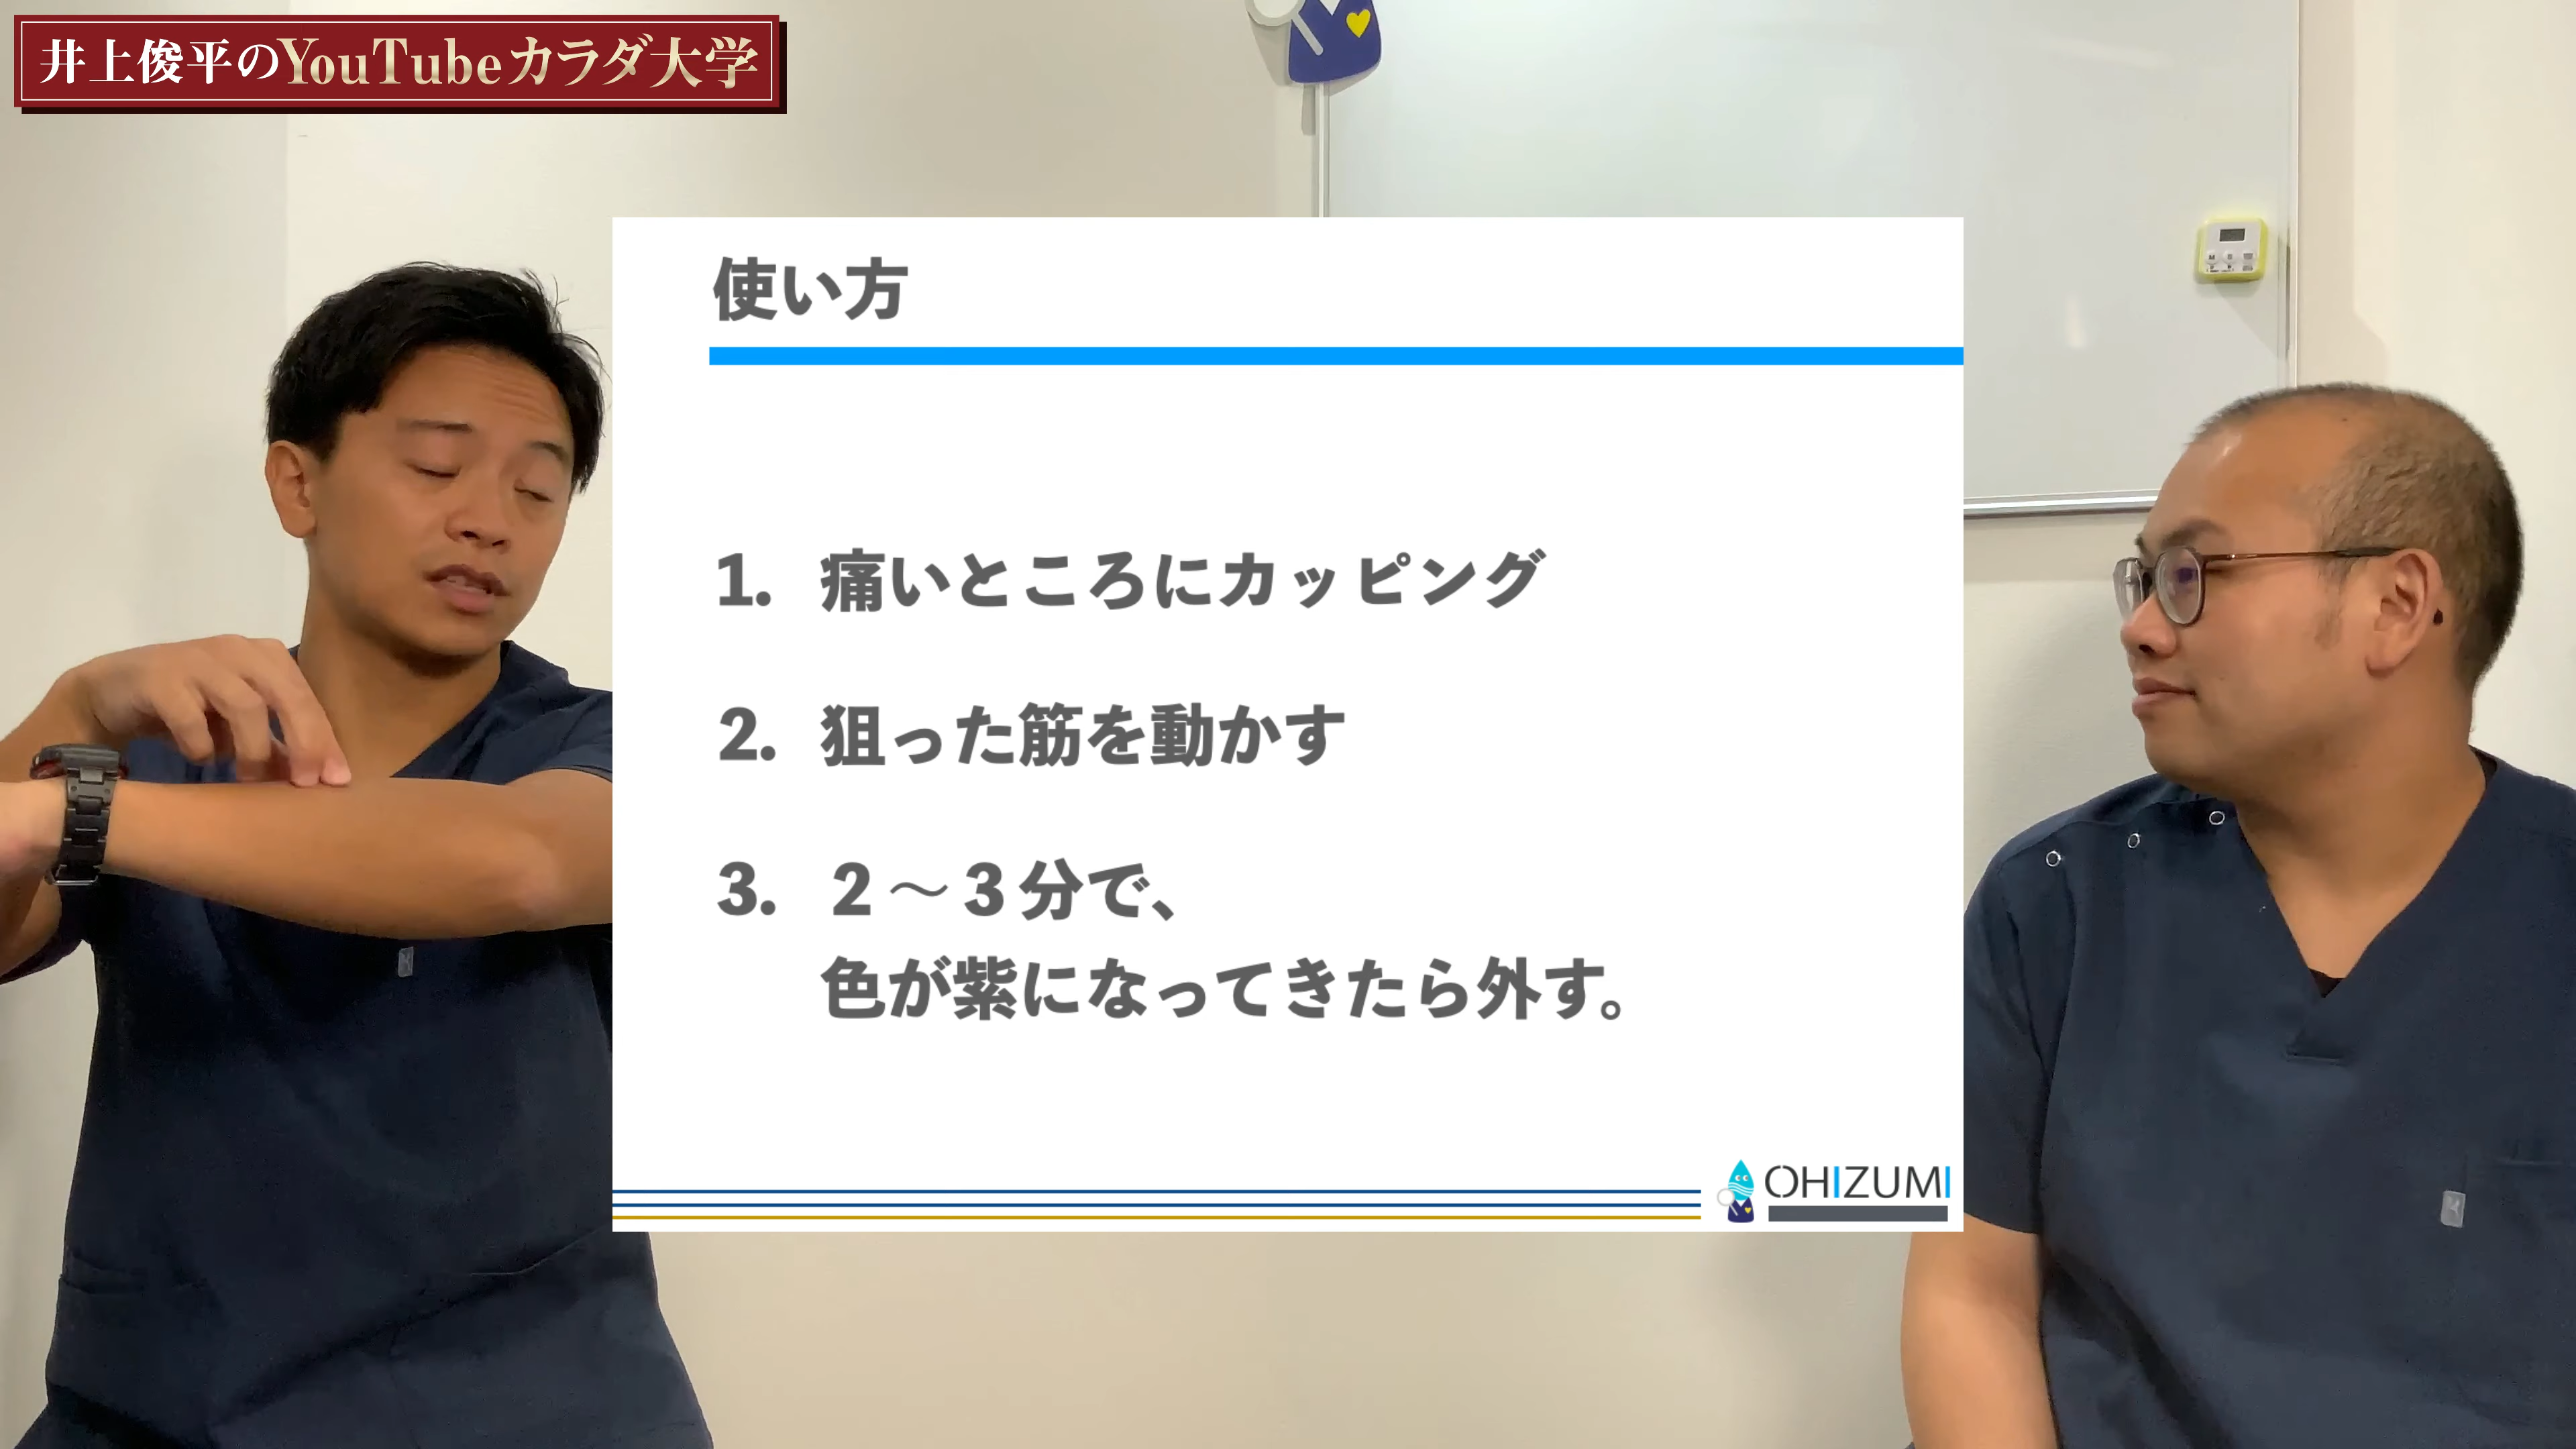 井上俊平のYouTubeカラダ大学
使い方
1. 痛いところにカッピング
2. 狙った筋を動かす
3. 2〜3分で、
色が紫になってきたら外す。
OHIZUMI